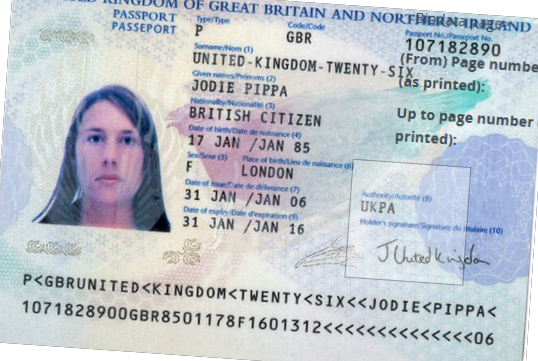 KINGDOM OF GREAT BRITAIN AND NORTHERN IRELAND
PASSPORT
PASSEPORT
Type/Type
P
Code/Code
GBR
Passport No./Passeport No.
107182890
Surname/Nom (1)
UNITED-KINGDOM-TWENTY-SIX
(From) Page numbe
(as printed):
Given names/Prénoms (2)
JODIE PIPPA
Nationality/Nationalité (3)
BRITISH CITIZEN
Up to page number
printed):
Date of birth/Date de naissance (4)
17 JAN /JAN 85
Sex/Sexe (5)
F
Place of birth/Lieu de naissance (6)
LONDON
Date of issue/Date de délivrance (7)
31 JAN /JAN 06
Authority/Autorité (8)
UKPA
Date of expiry/Date d'expiration (9)
31 JAN /JAN 16
Holder's signature/Signature du titulaire (10)
J United Kingdom
P<GBRUNITED<KINGDOM<TWENTY<SIX<<JODIE<PIPPA<
1071828900GBR8501178F1601312<<<<<<<<<<<<<<06